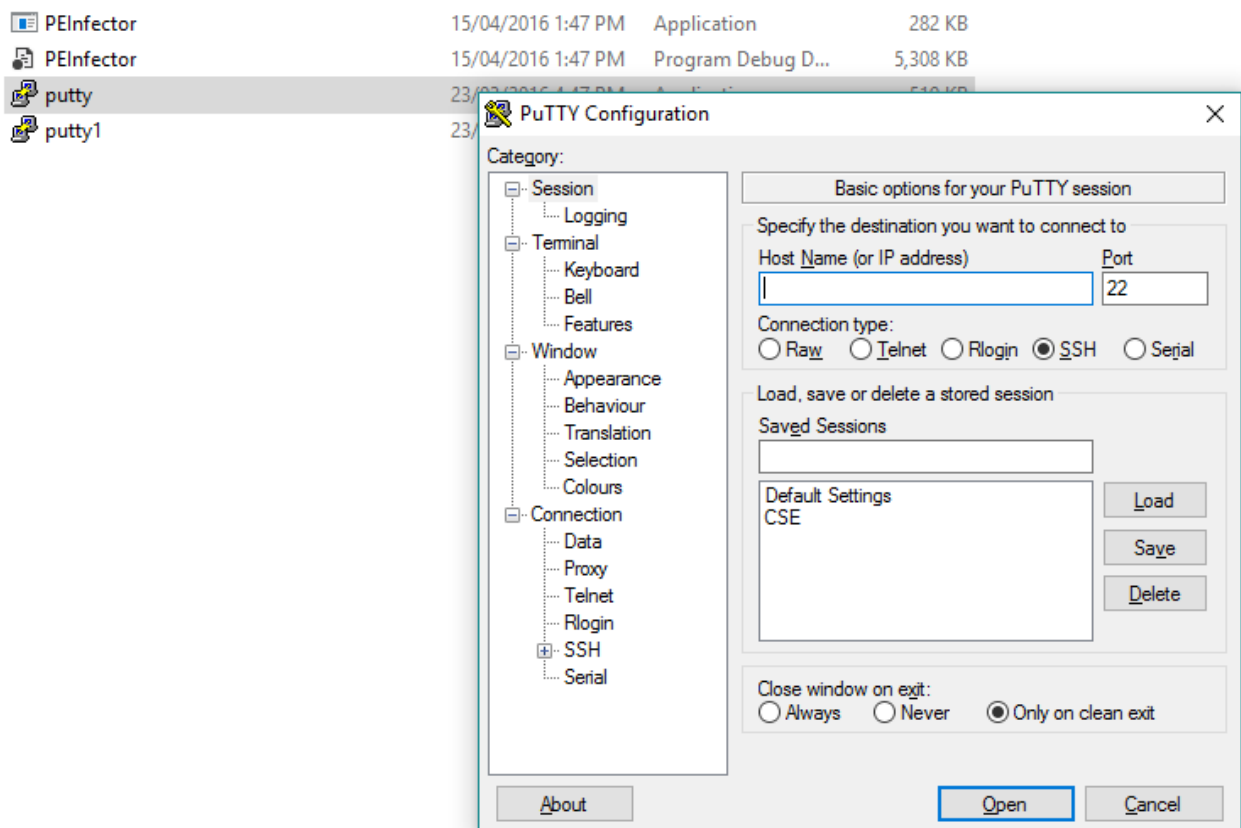 PEInfector 15/04/2016 1:47 PM Application 282 KB
PEInfector 15/04/2016 1:47 PM Program Debug D... 5,308 KB
putty
putty1
PuTTY Configuration
Category:
Session
Logging
Terminal
Keyboard
Bell
Features
Window
Appearance
Behaviour
Translation
Selection
Colours
Connection
Data
Proxy
Telnet
Rlogin
SSH
Serial
Basic options for your PuTTY session
Specify the destination you want to connect to
Host Name (or IP address) Port
22
Connection type:
Raw Telnet Rlogin SSH Serial
Load, save or delete a stored session
Saved Sessions
Default Settings
CSE
Load
Save
Delete
Close window on exit:
Always Never Only on clean exit
About Open Cancel